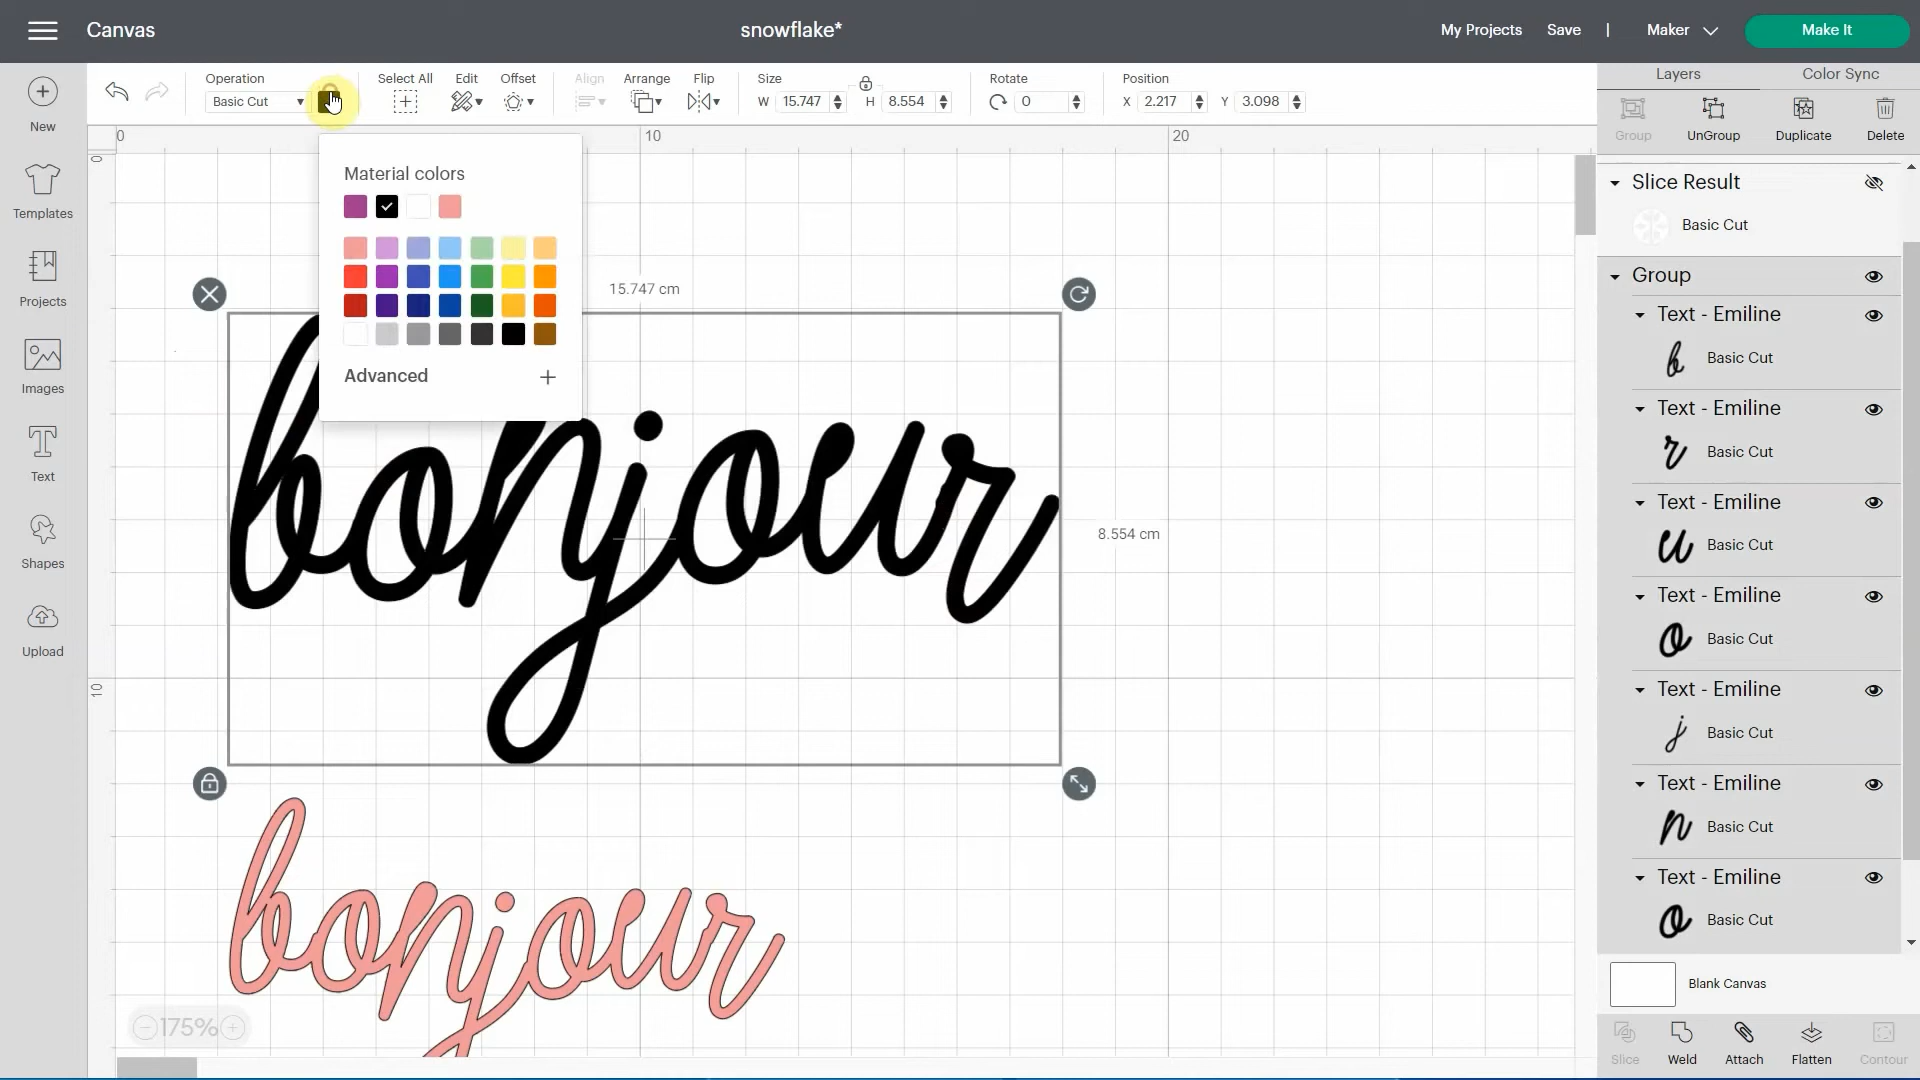 Canvas
snowflake*
My Projects
Save
|
Maker
Make It
New
Templates
Projects
Images
Text
Shapes
Upload
Operation
Basic Cut
Select All
Edit
Offset
Align
Arrange
Flip
Size
W 15.747
H 8.554
Rotate
0
Position
X 2.217
Y 3.098
0
10
20
0
10
Material colors
Advanced
15.747 cm
8.554 cm
bonjour
bonjour
175%
Layers
Color Sync
Group
UnGroup
Duplicate
Delete
Slice Result
Basic Cut
Group
Text - Emiline
b Basic Cut
Text - Emiline
r Basic Cut
Text - Emiline
u Basic Cut
Text - Emiline
o Basic Cut
Text - Emiline
j Basic Cut
Text - Emiline
n Basic Cut
Text - Emiline
o Basic Cut
Blank Canvas
Slice
Weld
Attach
Flatten
Contour